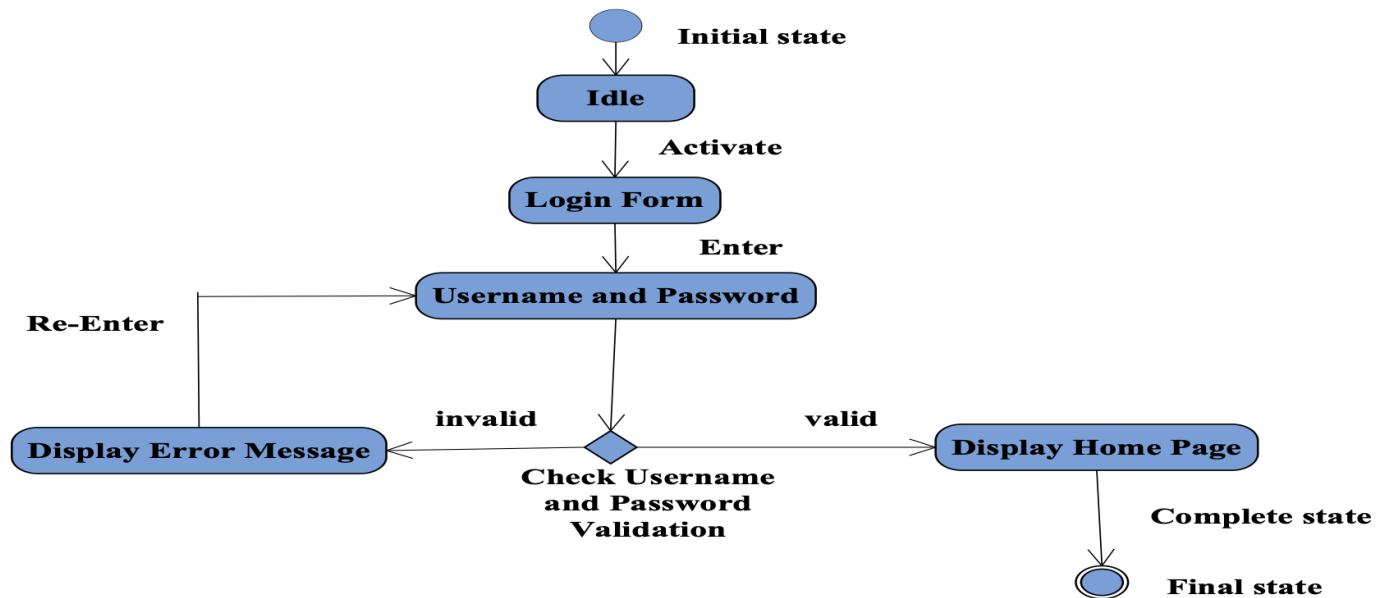 Initial state
Idle
Activate
Login Form
Enter
Username and Password
Re-Enter
invalid
valid
Display Error Message
Display Home Page
Check Username
and Password
Validation
Complete state
Final state